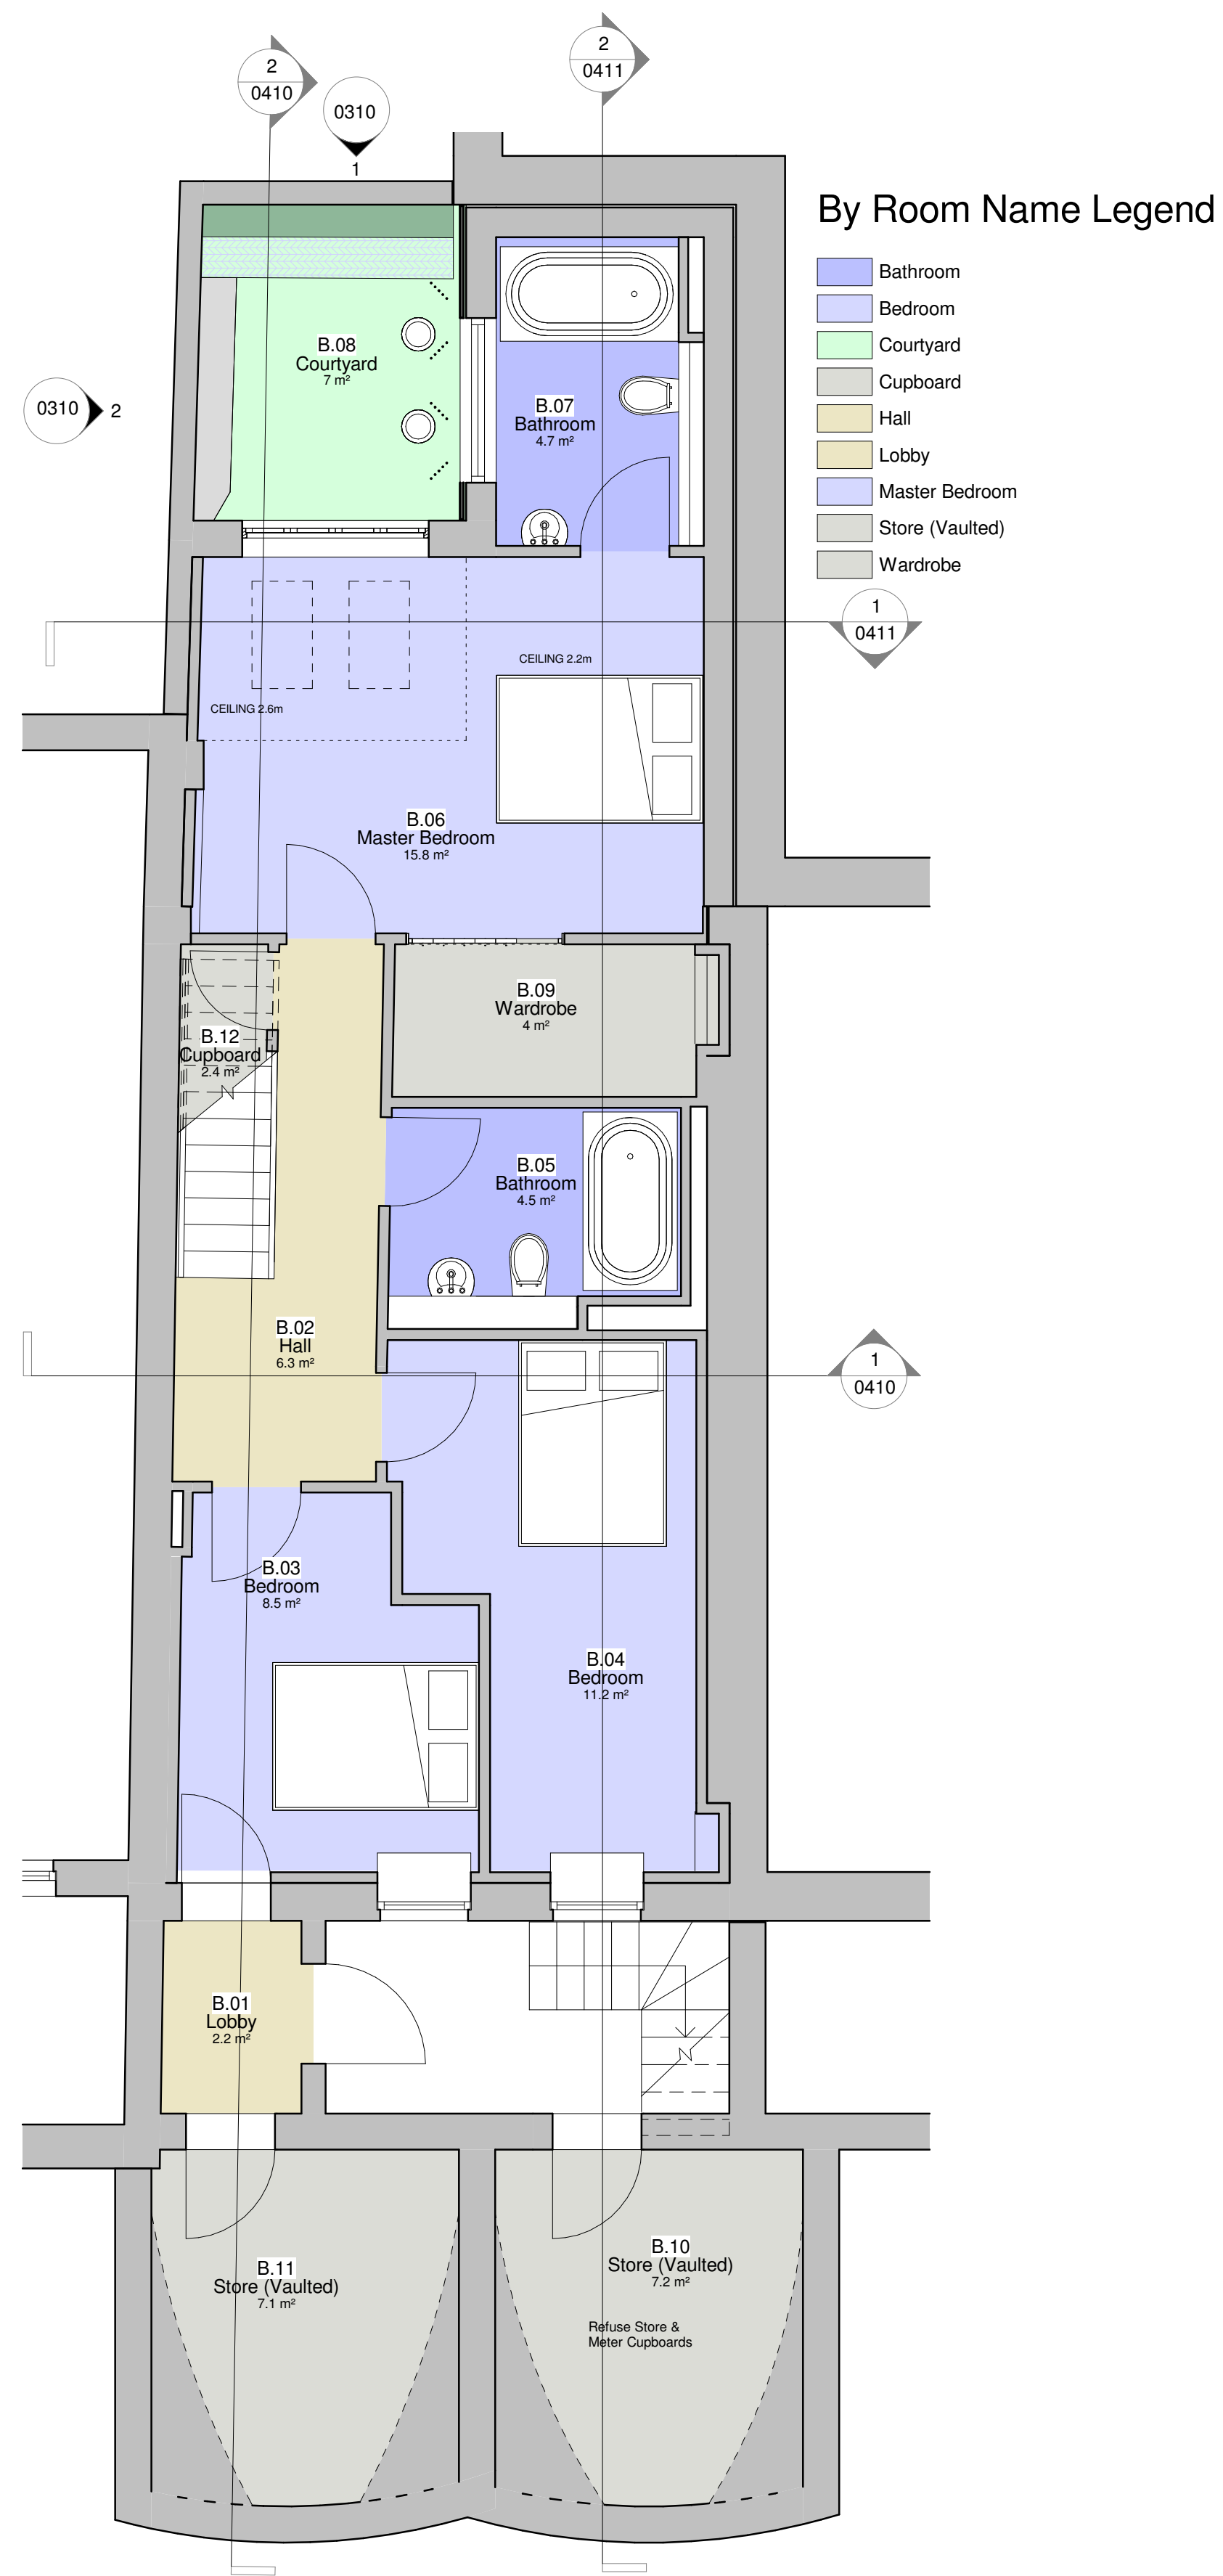 2
0410
0310
1
2
0411
By Room Name Legend
Bathroom
Bedroom
Courtyard
Cupboard
Hall
Lobby
Master Bedroom
Store (Vaulted)
Wardrobe
B.08
Courtyard
7 m²
0310
2
B.07
Bathroom
4.7 m²
1
0411
CEILING 2.2m
CEILING 2.6m
B.06
Master Bedroom
15.8 m²
B.09
Wardrobe
4 m²
B.12
Cupboard
2.4 m²
B.05
Bathroom
4.5 m²
B.02
Hall
6.3 m²
1
0410
B.03
Bedroom
8.5 m²
B.04
Bedroom
11.2 m²
B.01
Lobby
2.2 m²
B.11
Store (Vaulted)
7.1 m²
B.10
Store (Vaulted)
7.2 m²
Refuse Store &
Meter Cupboards